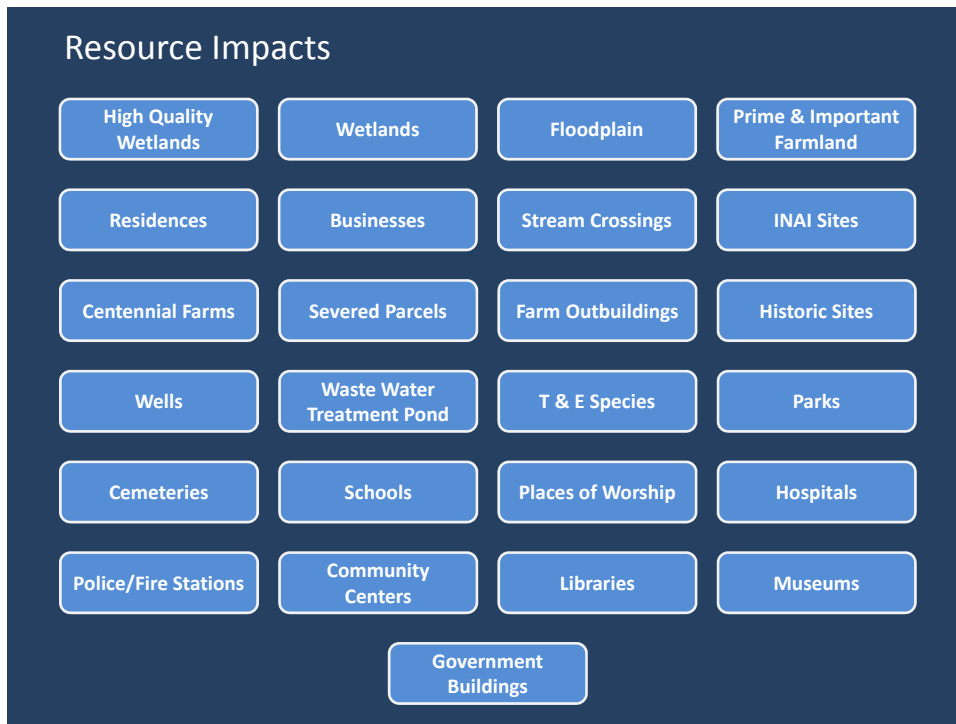 Resource Impacts
High Quality
Wetlands
Wetlands
Floodplain
Prime & Important
Farmland
Residences
Businesses
Stream Crossings
INAI Sites
Centennial Farms
Severed Parcels
Farm Outbuildings
Historic Sites
Wells
Waste Water
Treatment Pond
T & E Species
Parks
Cemeteries
Schools
Places of Worship
Hospitals
Police/Fire Stations
Community
Centers
Libraries
Museums
Government
Buildings